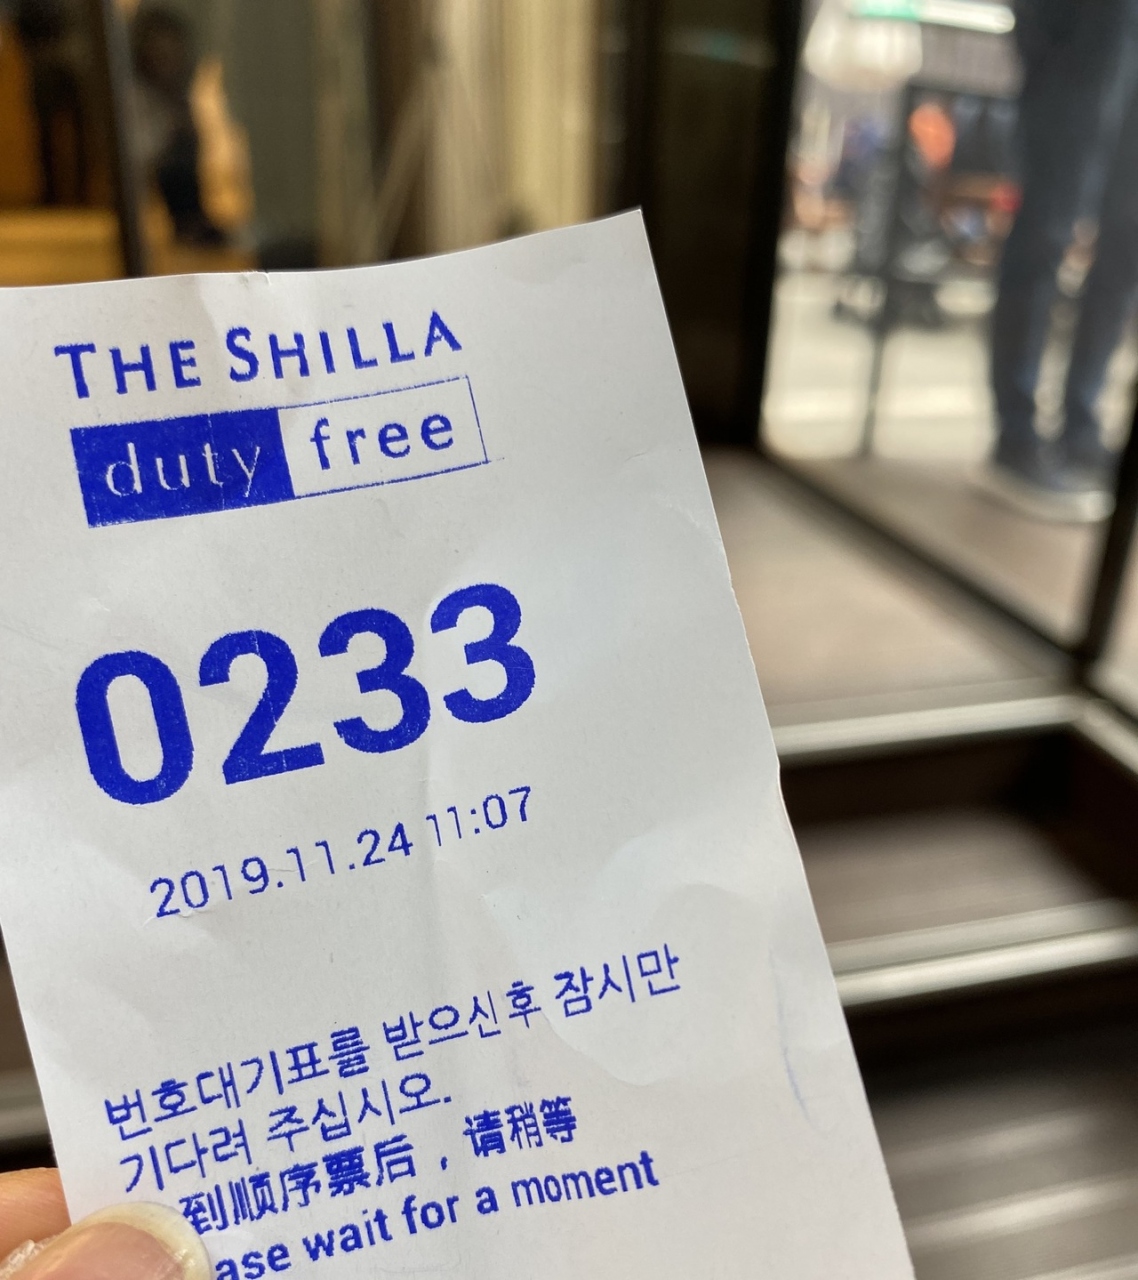 THE SHILLA
duty free
0233
2019.11.24 11:07
번호대기표를 받으신후 잠시만
기다려 주십시오.
到顺序票后，请稍等
wait for a moment